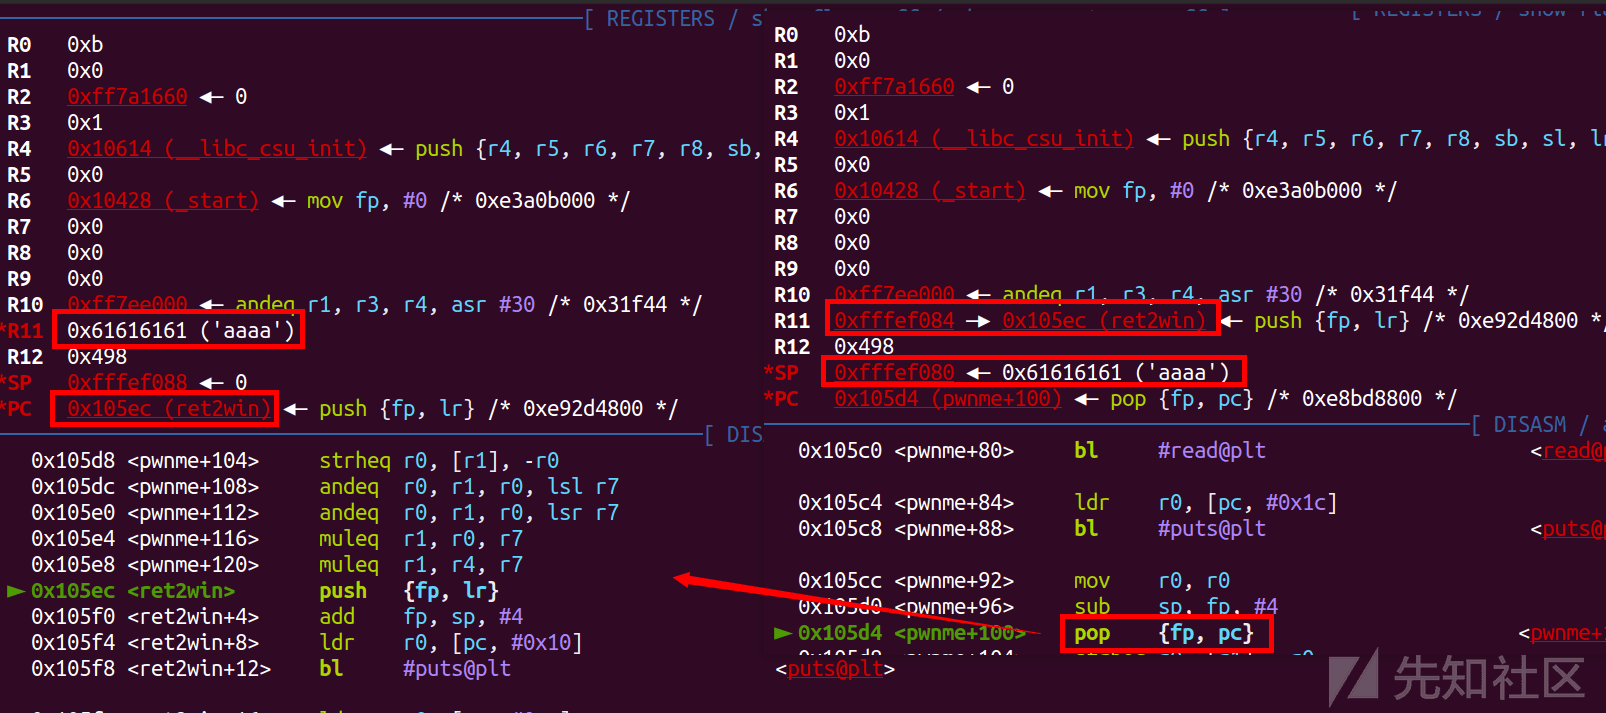 [ REGISTERS / s
R0 0xb
R1 0x0
R2 0xff7a1660 ◂— 0
R3 0x1
R4 0x10614 (__libc_csu_init) ◂— push {r4, r5, r6, r7, r8, sb,
R5 0x0
R6 0x10428 (_start) ◂— mov fp, #0 /* 0xe3a0b000 */
R7 0x0
R8 0x0
R9 0x0
R10 0xff7ee000 ◂— andeq r1, r3, r4, asr #30 /* 0x31f44 */
*R11 0x61616161 ('aaaa')
R12 0x498
*SP 0xfffef088 ◂— 0
*PC 0x105ec (ret2win) ◂— push {fp, lr} /* 0xe92d4800 */
[ DIS
0x105d8 <pwnme+104> strheq r0, [r1], -r0
0x105dc <pwnme+108> andeq r0, r1, r0, lsl r7
0x105e0 <pwnme+112> andeq r0, r1, r0, lsr r7
0x105e4 <pwnme+116> muleq r1, r0, r7
0x105e8 <pwnme+120> muleq r1, r4, r7
► 0x105ec <ret2win> push {fp, lr}
0x105f0 <ret2win+4> add fp, sp, #4
0x105f4 <ret2win+8> ldr r0, [pc, #0x10]
0x105f8 <ret2win+12> bl #puts@plt
<puts@plt>
[ REGISTERS / show
R0 0xb
R1 0x0
R2 0xff7a1660 ◂— 0
R3 0x1
R4 0x10614 (__libc_csu_init) ◂— push {r4, r5, r6, r7, r8, sb, sl, l
R5 0x0
R6 0x10428 (_start) ◂— mov fp, #0 /* 0xe3a0b000 */
R7 0x0
R8 0x0
R9 0x0
R10 0xff7ee000 ◂— andeq r1, r3, r4, asr #30 /* 0x31f44 */
R11 0xfffef084 —▸ 0x105ec (ret2win) ◂— push {fp, lr} /* 0xe92d4800 *
R12 0x498
*SP 0xfffef080 ◂— 0x61616161 ('aaaa')
*PC 0x105d4 (pwnme+100) ◂— pop {fp, pc} /* 0xe8bd8800 */
[ DISASM /
0x105c0 <pwnme+80> bl #read@plt <read@
0x105c4 <pwnme+84> ldr r0, [pc, #0x1c]
0x105c8 <pwnme+88> bl #puts@plt <puts@
0x105cc <pwnme+92> mov r0, r0
0x105d0 <pwnme+96> sub sp, fp, #4
► 0x105d4 <pwnme+100> pop {fp, pc} <pwnme+
先知社区